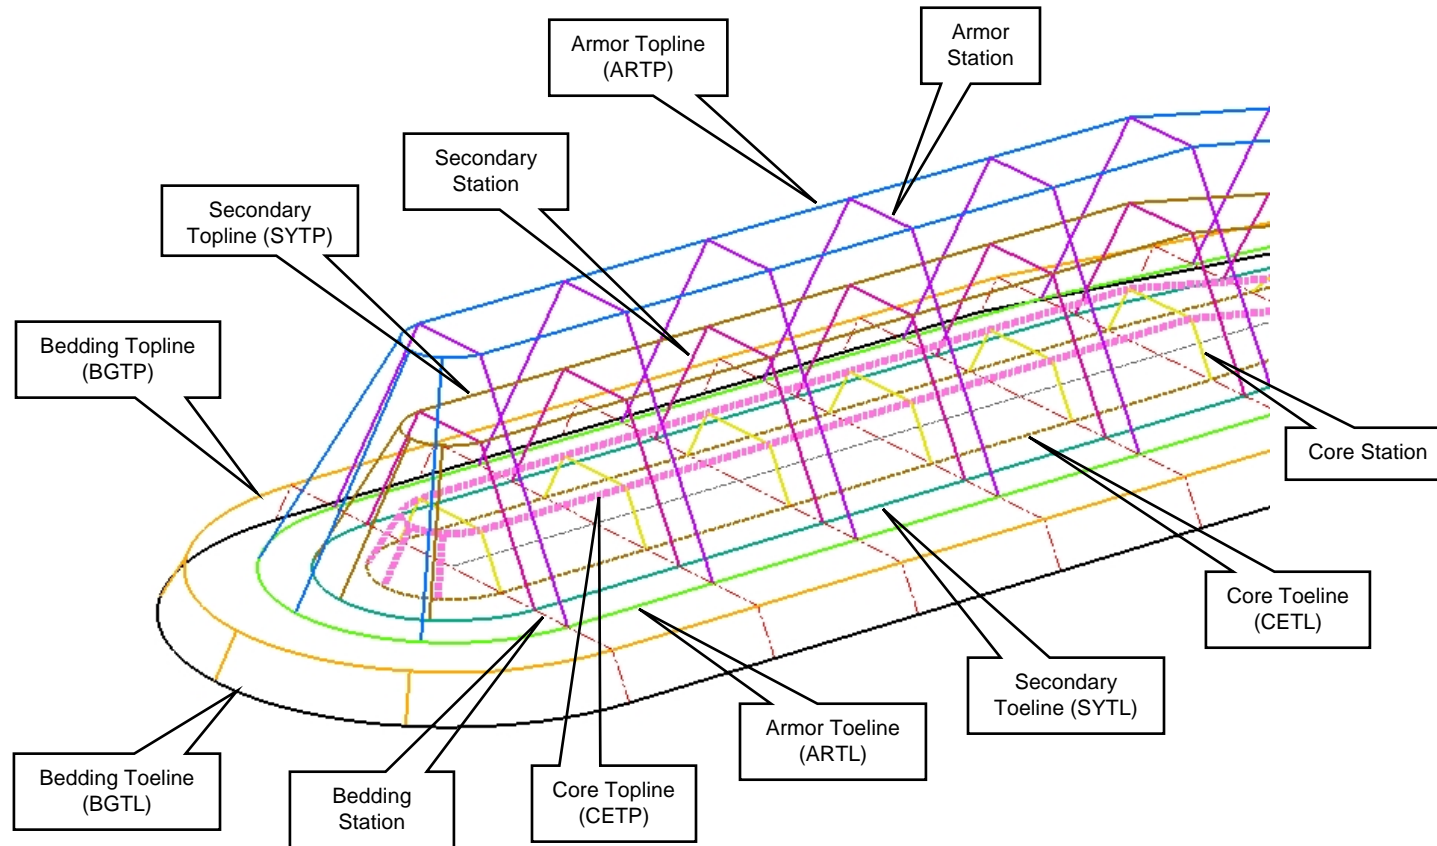 Armor Topline
(ARTP)
Armor
Station
Secondary
Station
Secondary
Topline (SYTP)
Bedding Topline
(BGTP)
Core Station
Core Toeline
(CETL)
Secondary
Toeline (SYTL)
Armor Toeline
(ARTL)
Core Topline
(CETP)
Bedding
Station
Bedding Toeline
(BGTL)